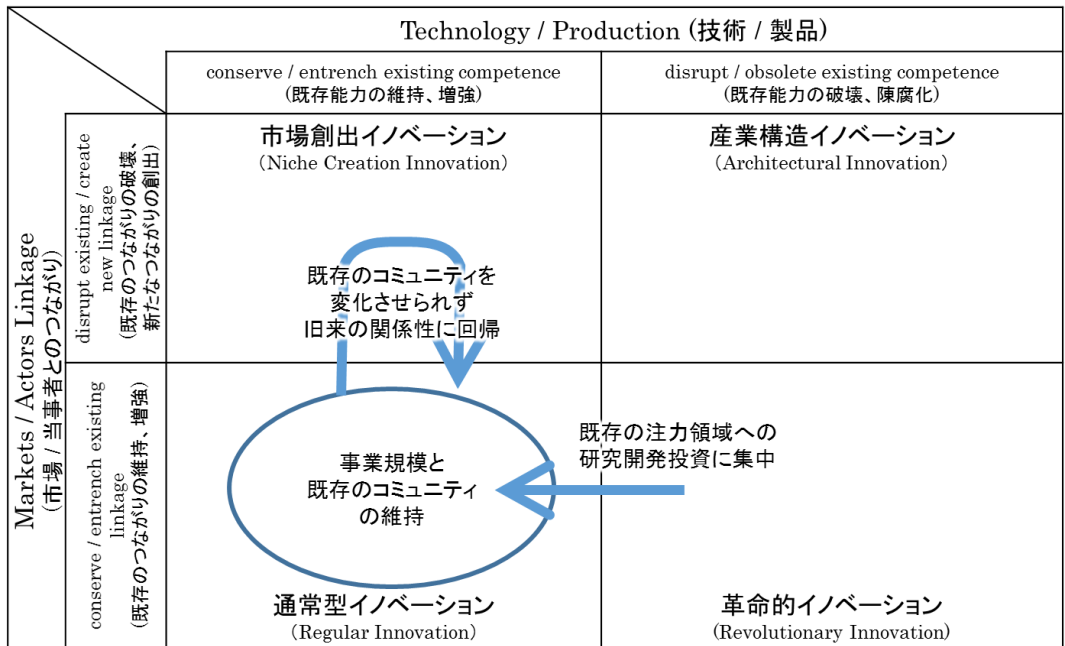 Technology / Production (技術 / 製品)
conserve / entrench existing competence
(既存能力の維持、増強)
disrupt / obsolete existing competence
(既存能力の破壊、陳腐化)
Markets / Actors Linkage
(市場 / 当事者とのつながり)
disrupt existing / create
new linkage
(既存のつながりの破壊、
新たなつながりの創出)
市場創出イノベーション
(Niche Creation Innovation)
産業構造イノベーション
(Architectural Innovation)
既存のコミュニティを
変化させられず
旧来の関係性に回帰
conserve / entrench existing
linkage
(既存のつながりの維持、増強)
事業規模と
既存のコミュニティ
の維持
既存の注力領域への
研究開発投資に集中
通常型イノベーション
(Regular Innovation)
革命的イノベーション
(Revolutionary Innovation)